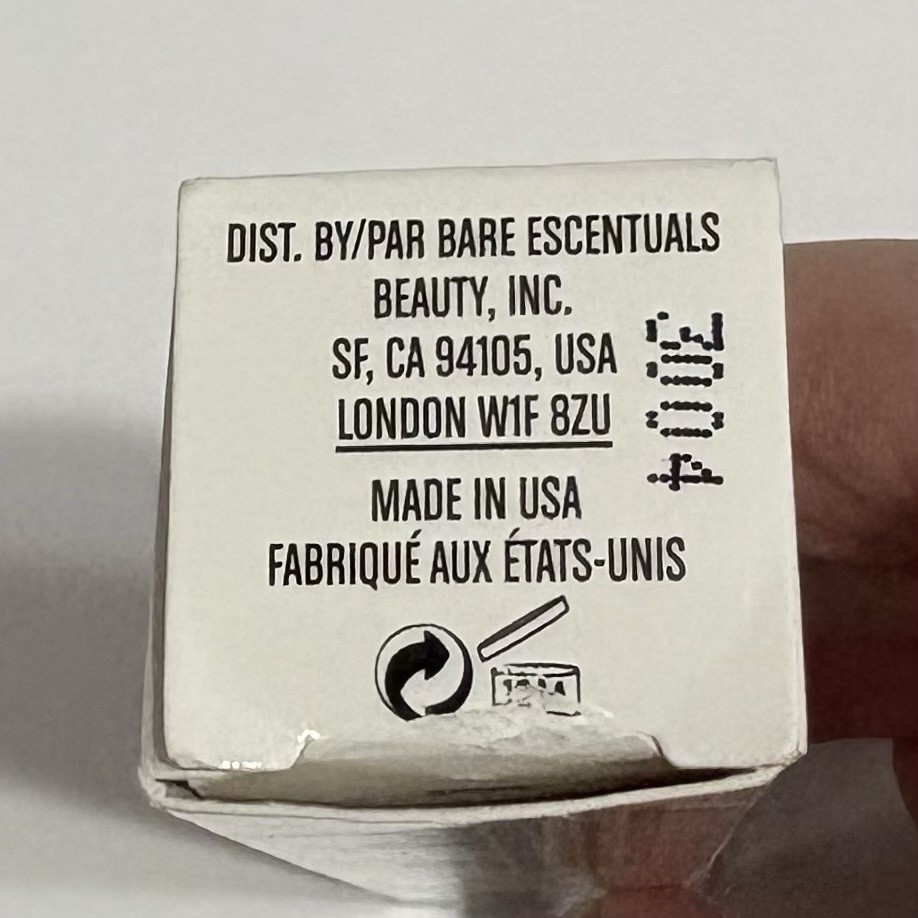 DIST. BY/PAR BARE ESCENTUALS
BEAUTY, INC.
SF, CA 94105, USA
LONDON W1F 8ZU
MADE IN USA
FABRIQUÉ AUX ÉTATS-UNIS